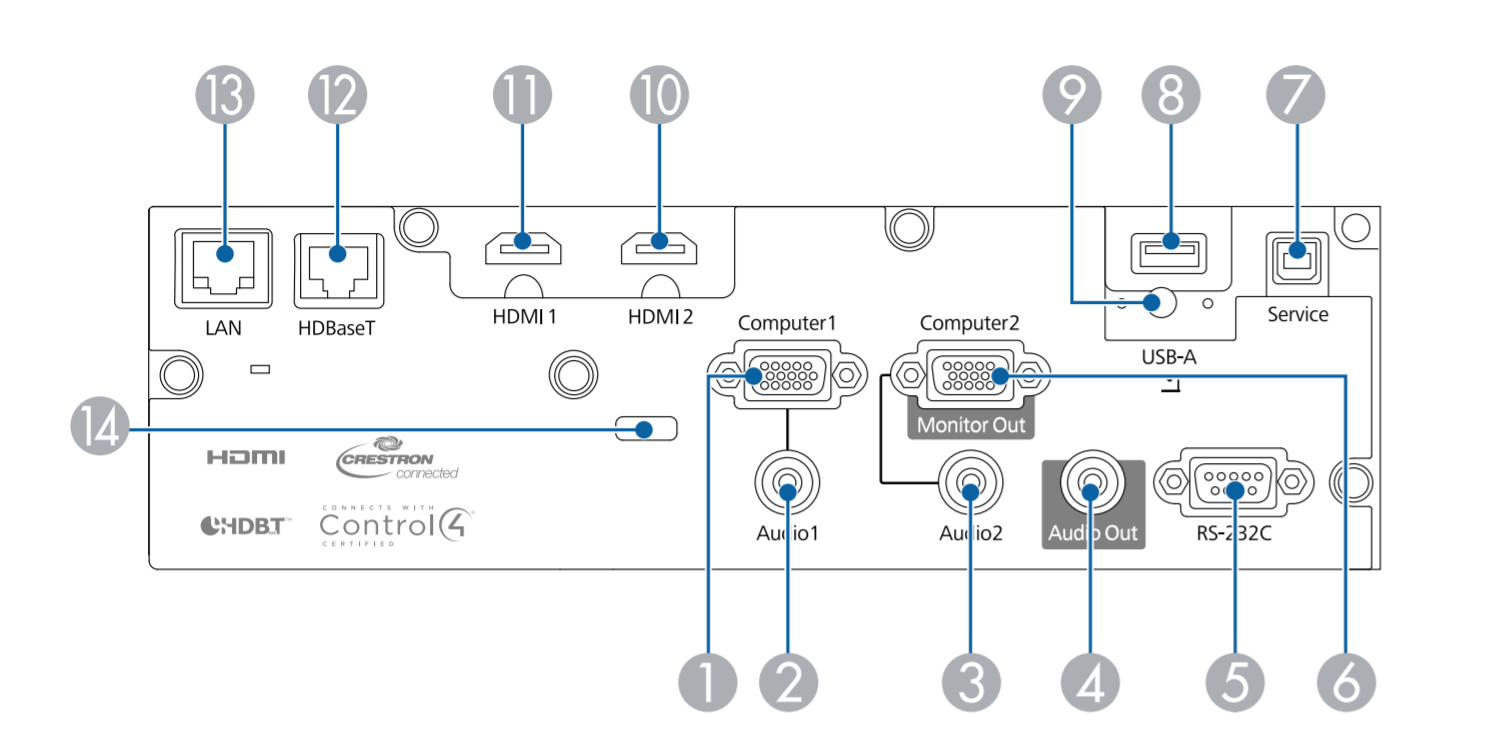 13 12 11 10 9 8 7
LAN HDBaseT HDMI 1 HDMI 2 Service
Computer1 Computer2
USB-A
14 Monitor Out
HDMI CRESTRON
connected
HDBT™ CONNECTS WITH
Control4®
CERTIFIED
Audio1 Audio2 Audio Out RS-232C
1 2 3 4 5 6